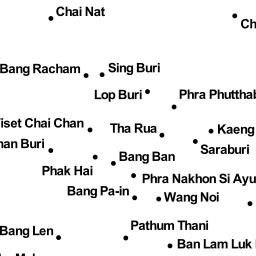 Chai Nat
Ch
Bang Racham
Sing Buri
Lop Buri
Phra Phutthab
iset Chai Chan
Tha Rua
Kaeng
nan Buri
Saraburi
Bang Ban
Phak Hai
Phra Nakhon Si Ayu
Bang Pa-in
Wang Noi
Pathum Thani
Bang Len
Ban Lam Luk